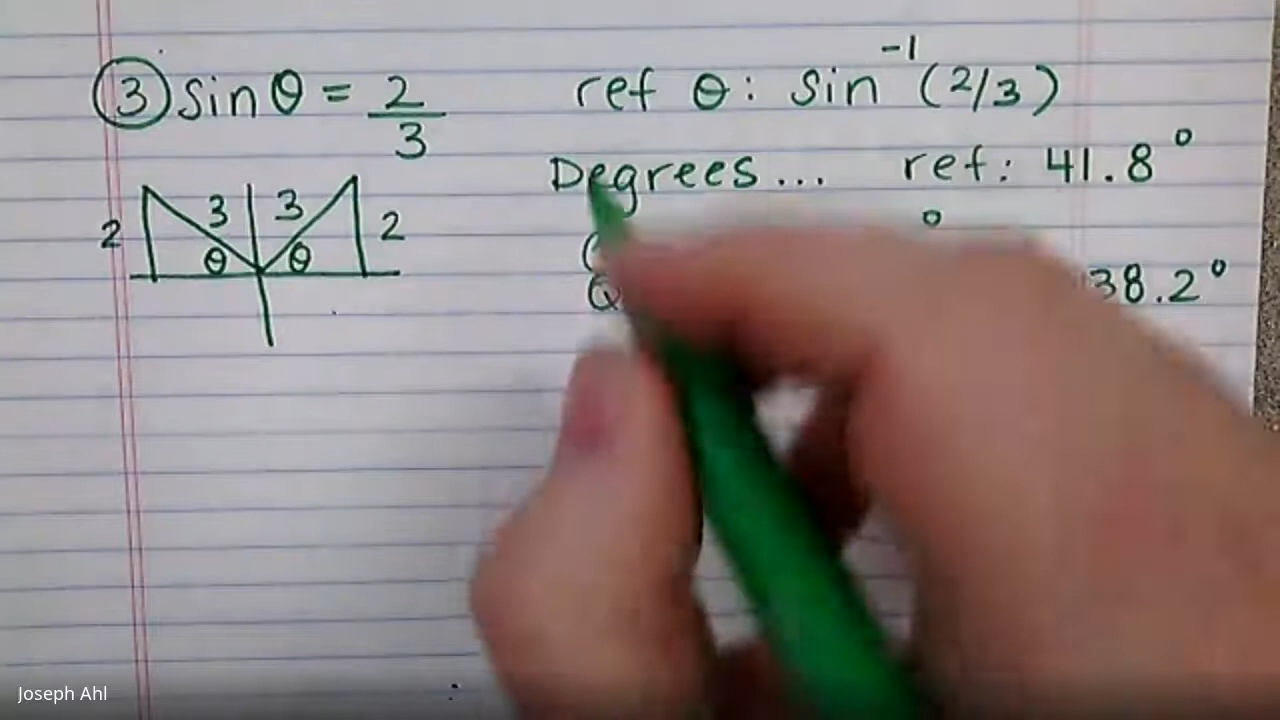 ③ sin θ = 2/3
ref θ: sin⁻¹(2/3)
Degrees... ref: 41.8°
2 3 3 2
θ θ
°
Q 38.2°
Joseph Ahl